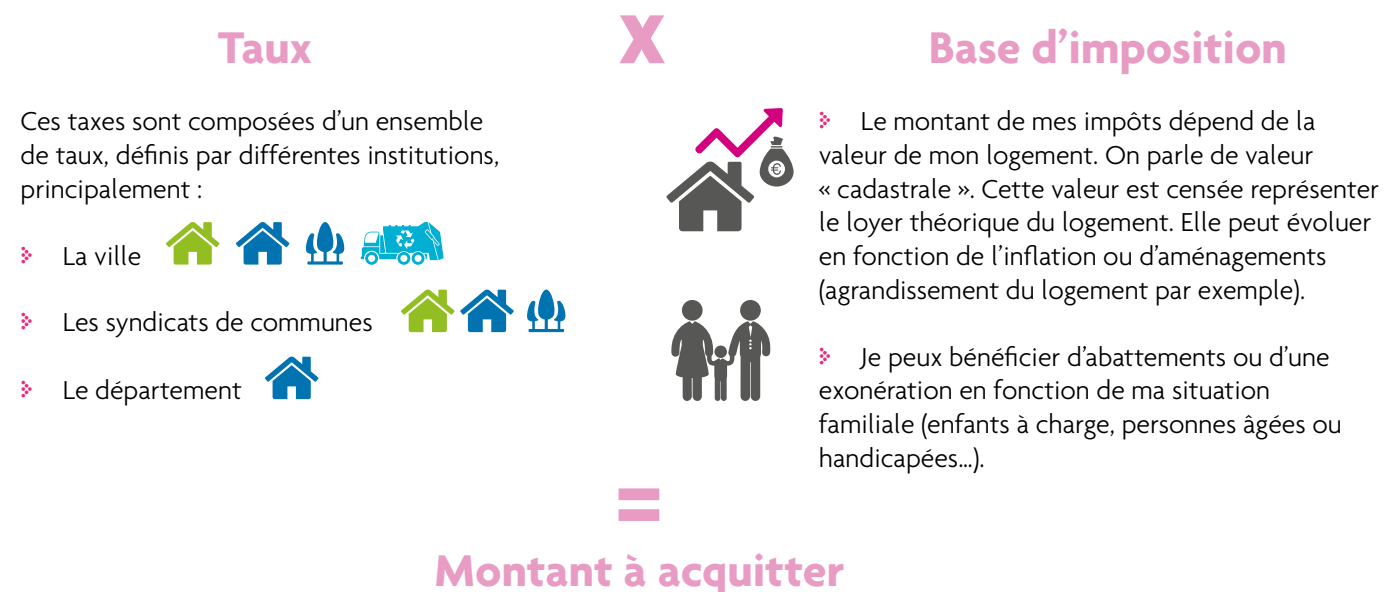 Taux
X
Base d’imposition
Ces taxes sont composées d’un ensemble
de taux, définis par différentes institutions,
principalement :
La ville
Les syndicats de communes
Le département
€
Le montant de mes impôts dépend de la
valeur de mon logement. On parle de valeur
« cadastrale ». Cette valeur est censée représenter
le loyer théorique du logement. Elle peut évoluer
en fonction de l’inflation ou d’aménagements
(agrandissement du logement par exemple).
Je peux bénéficier d’abattements ou d’une
exonération en fonction de ma situation
familiale (enfants à charge, personnes âgées ou
handicapées...).
=
Montant à acquitter